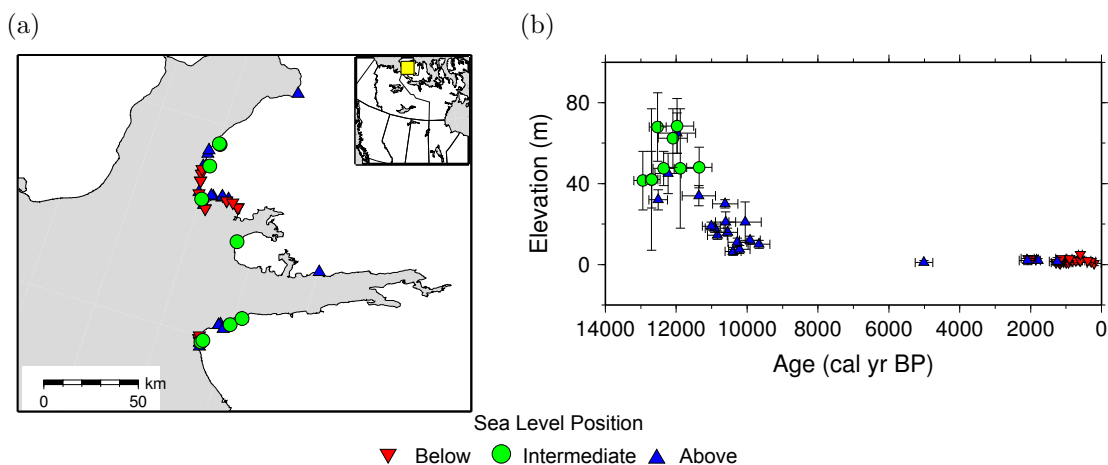 (a)
km
0
50
(b)
Elevation (m)
80
40
0
14000 12000 10000 8000 6000 4000 2000 0
Age (cal yr BP)
Sea Level Position
Below Intermediate Above